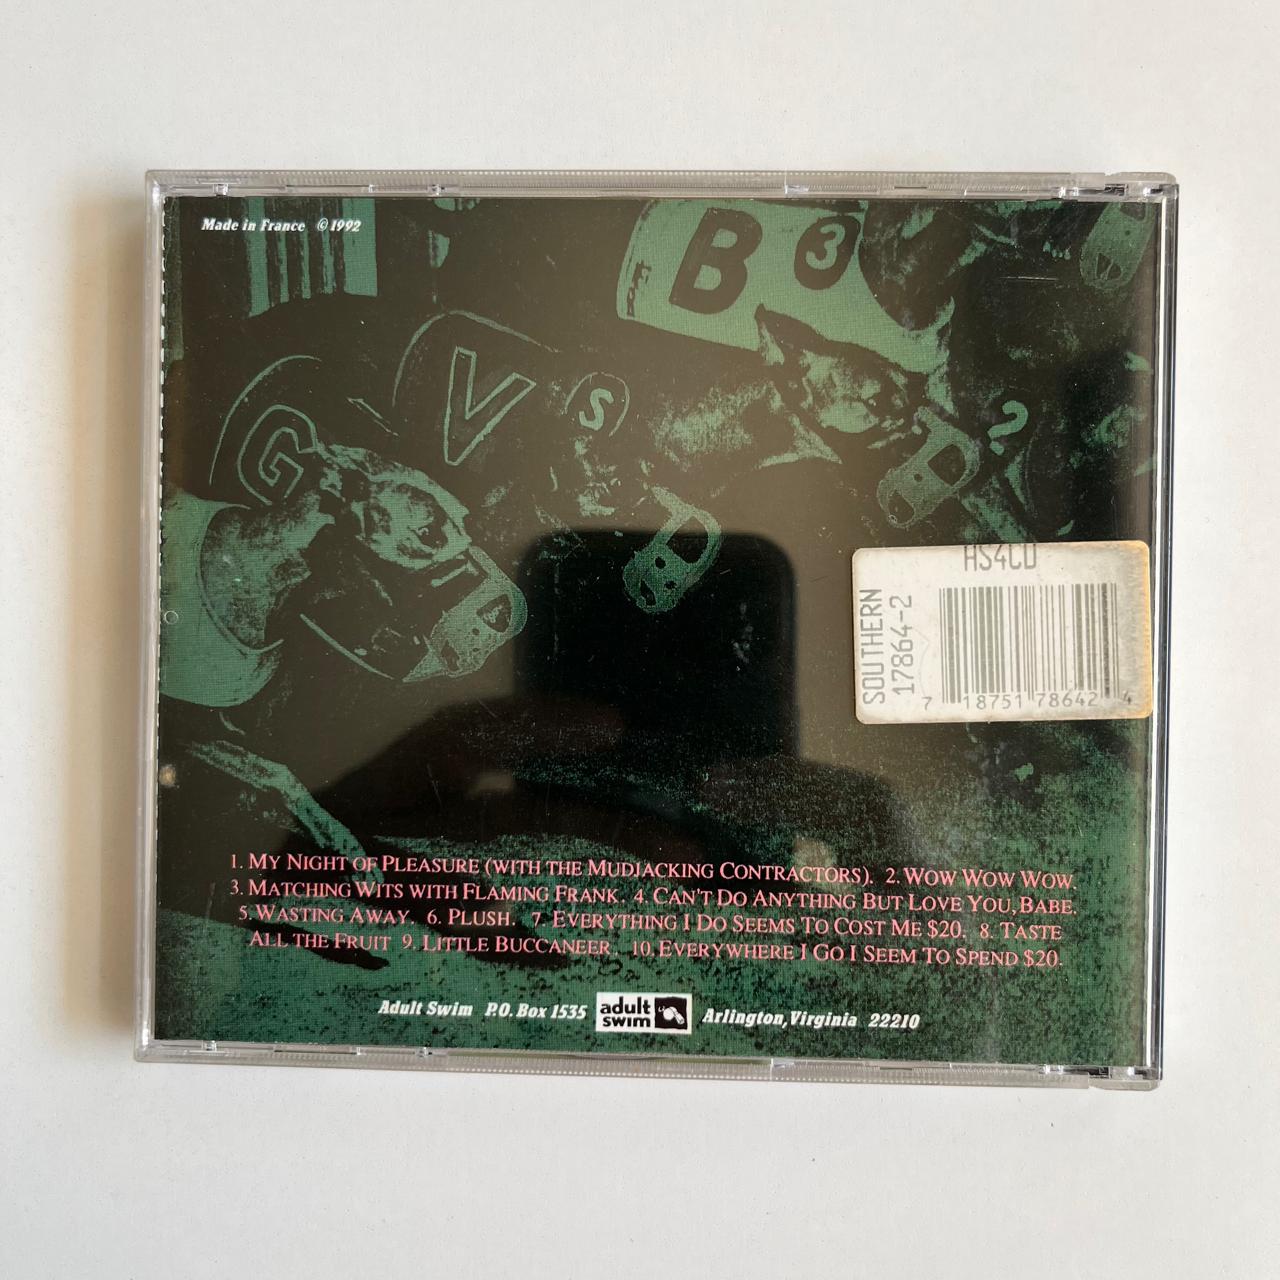 Made in France © 1992
B 3
G V S ?
HS4CD
SOUTHERN
17864-2
7 18751 78642 4
1. MY NIGHT OF PLEASURE (WITH THE MUDJACKING CONTRACTORS). 2. WOW WOW WOW.
3. MATCHING WITS WITH FLAMING FRANK. 4. CAN'T DO ANYTHING BUT LOVE YOU, BABE.
5. WASTING AWAY. 6. PLUSH. 7. EVERYTHING I DO SEEMS TO COST ME $20. 8. TASTE
ALL THE FRUIT 9. LITTLE BUCCANEER. 10. EVERYWHERE I GO I SEEM TO SPEND $20.
Adult Swim P.O. Box 1535 adult swim Arlington, Virginia 22210